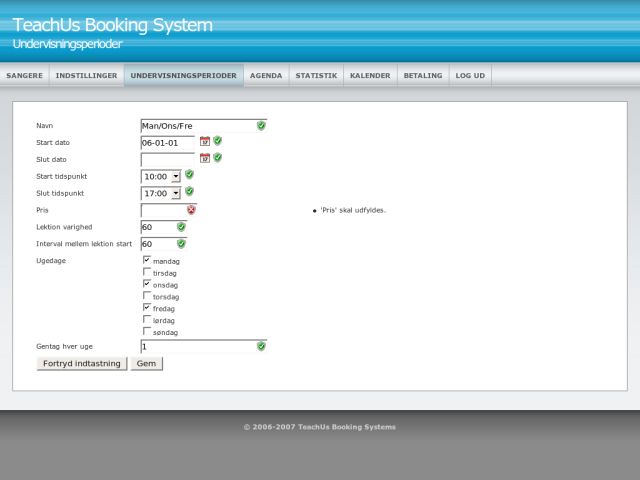 TeachUs Booking System
Undervisningsperioder
SANGERE INDSTILLINGER UNDERVISNINGSPERIODER AGENDA STATISTIK KALENDER BETALING LOG UD
Navn Man/Ons/Fre
Start dato 06-01-01
Slut dato
Start tidspunkt 10:00
Slut tidspunkt 17:00
Pris 'Pris' skal udfyldes.
Lektion varighed 60
Interval mellem lektion start 60
Ugedage mandag
tirsdag
onsdag
torsdag
fredag
lørdag
søndag
Gentag hver uge 1
Fortryd indtastning Gem
© 2006-2007 TeachUs Booking Systems